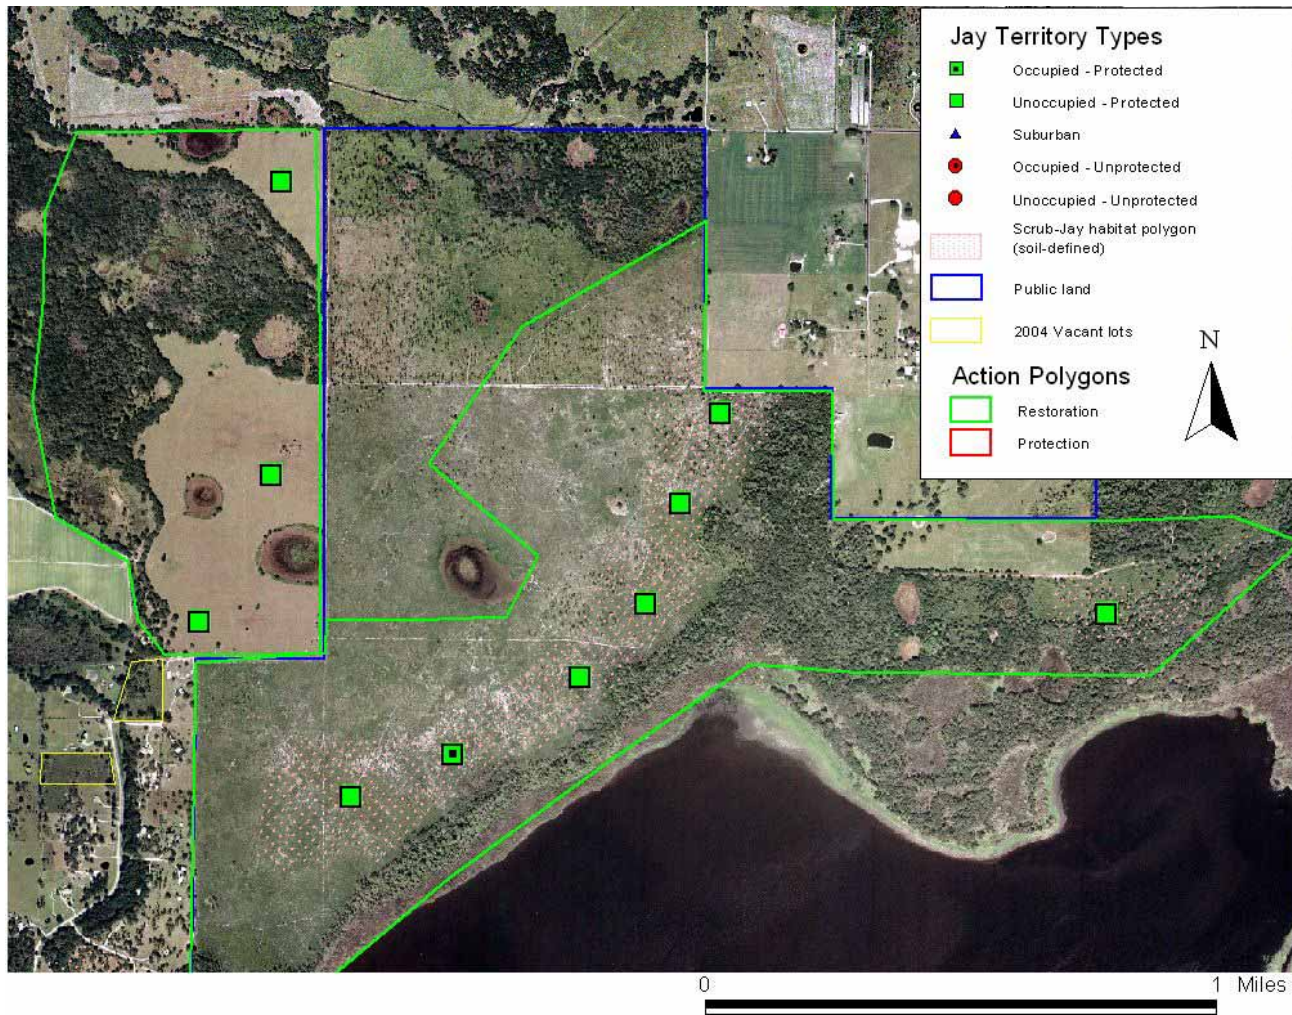 Jay Territory Types
Occupied - Protected
Unoccupied - Protected
Suburban
Occupied - Unprotected
Unoccupied - Unprotected
Scrub-Jay habitat polygon
(soil-defined)
Public land
2004 Vacant lots
N
Action Polygons
Restoration
Protection
0 1 Miles